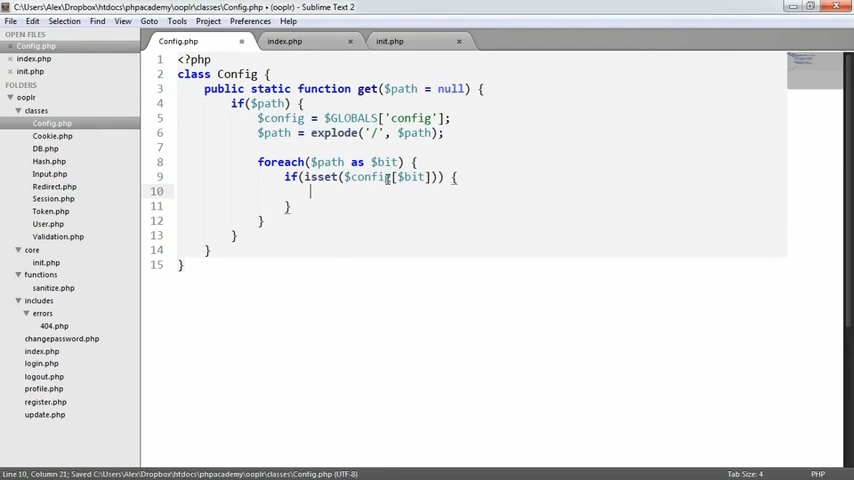 C:\Users\Alex\Dropbox\htdocs\phpacademy\ooplr\classes\Config.php • (ooplr) - Sublime Text 2
File Edit Selection Find View Goto Tools Project Preferences Help
OPEN FILES
Config.php
index.php
init.php
FOLDERS
ooplr
classes
Config.php
Cookie.php
DB.php
Hash.php
Input.php
Redirect.php
Session.php
Token.php
User.php
Validation.php
core
init.php
functions
sanitize.php
includes
errors
404.php
changepassword.php
index.php
login.php
logout.php
profile.php
register.php
update.php
Config.php index.php init.php
1 <?php
2 class Config {
3 public static function get($path = null) {
4 if($path) {
5 $config = $GLOBALS['config'];
6 $path = explode('/', $path);
7
8 foreach($path as $bit) {
9 if(isset($config[$bit])) {
10
11 }
12 }
13 }
14 }
15 }
Line 10, Column 21; Saved C:\Users\Alex\Dropbox\htdocs\phpacademy\ooplr\classes\Config.php (UTF-8) Tab Size: 4 PHP